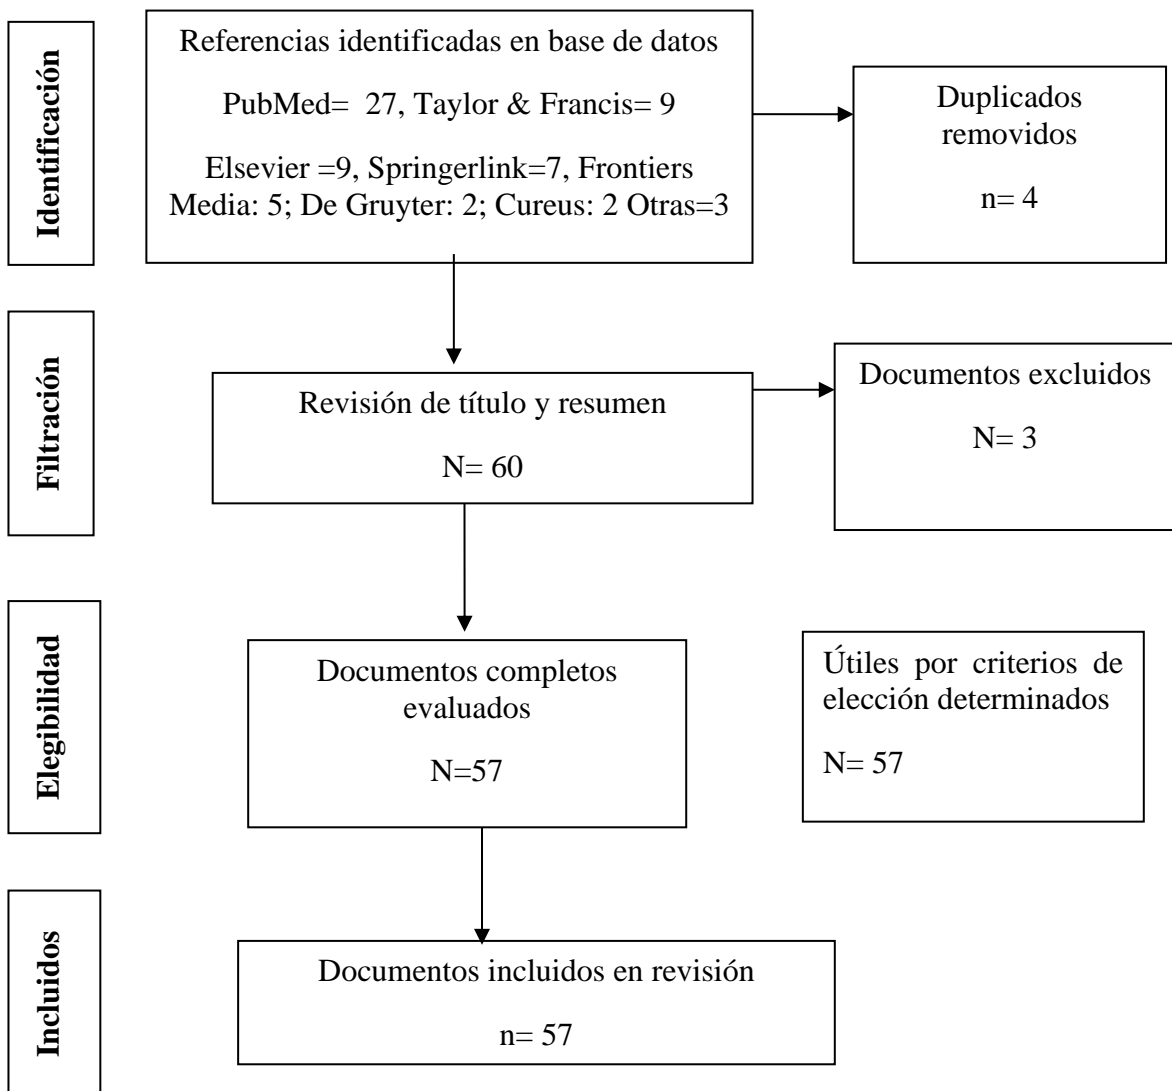 Identificación
Referencias identificadas en base de datos
PubMed= 27, Taylor & Francis= 9
Elsevier =9, Springerlink=7, Frontiers
Media: 5; De Gruyter: 2; Cureus: 2 Otras=3
Duplicados
removidos
n= 4
Filtración
Revisión de título y resumen
N= 60
Documentos excluidos
N= 3
Elegibilidad
Documentos completos
evaluados
N=57
Útiles por criterios de
elección determinados
N= 57
Incluidos
Documentos incluidos en revisión
n= 57